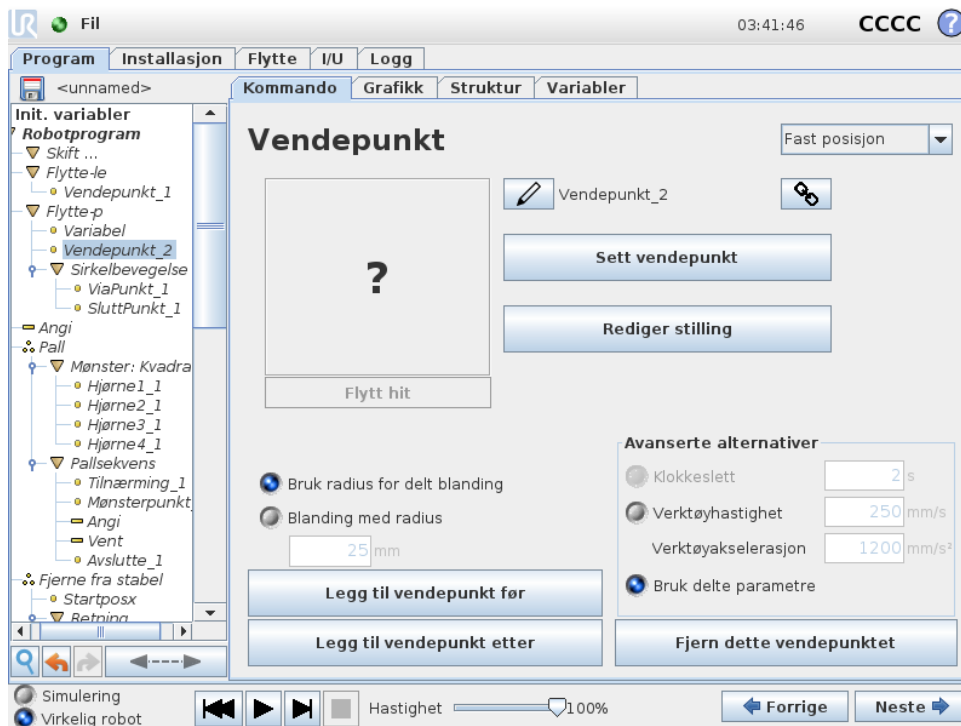 UR Fil 03:41:46 CCCC ?
Program Installasjon Flytte I/U Logg
<unnamed>
Kommando Grafikk Struktur Variabler
Init. variabler
Robotprogram
Skift ...
Flytte-le
Vendepunkt_1
Flytte-p
Variabel
Vendepunkt_2
Sirkelbevegelse
ViaPunkt_1
SluttPunkt_1
Angi
Pall
Mønster: Kvadra
Hjørne1_1
Hjørne2_1
Hjørne3_1
Hjørne4_1
Pallsekvens
Tilnærming_1
Mønsterpunkt_
Angi
Vent
Avslutte_1
Fjerne fra stabel
Startposx
Retning
Vendepunkt
Fast posisjon
?
Vendepunkt_2
Sett vendepunkt
Rediger stilling
Flytt hit
Bruk radius for delt blanding
Blanding med radius
25 mm
Avanserte alternativer
Klokkeslett 2 s
Verktøyhastighet 250 mm/s
Verktøyakselerasjon 1200 mm/s²
Bruk delte parametre
Legg til vendepunkt før
Legg til vendepunkt etter
Fjern dette vendepunktet
Simulering
Virkelig robot
Hastighet 100%
Forrige Neste